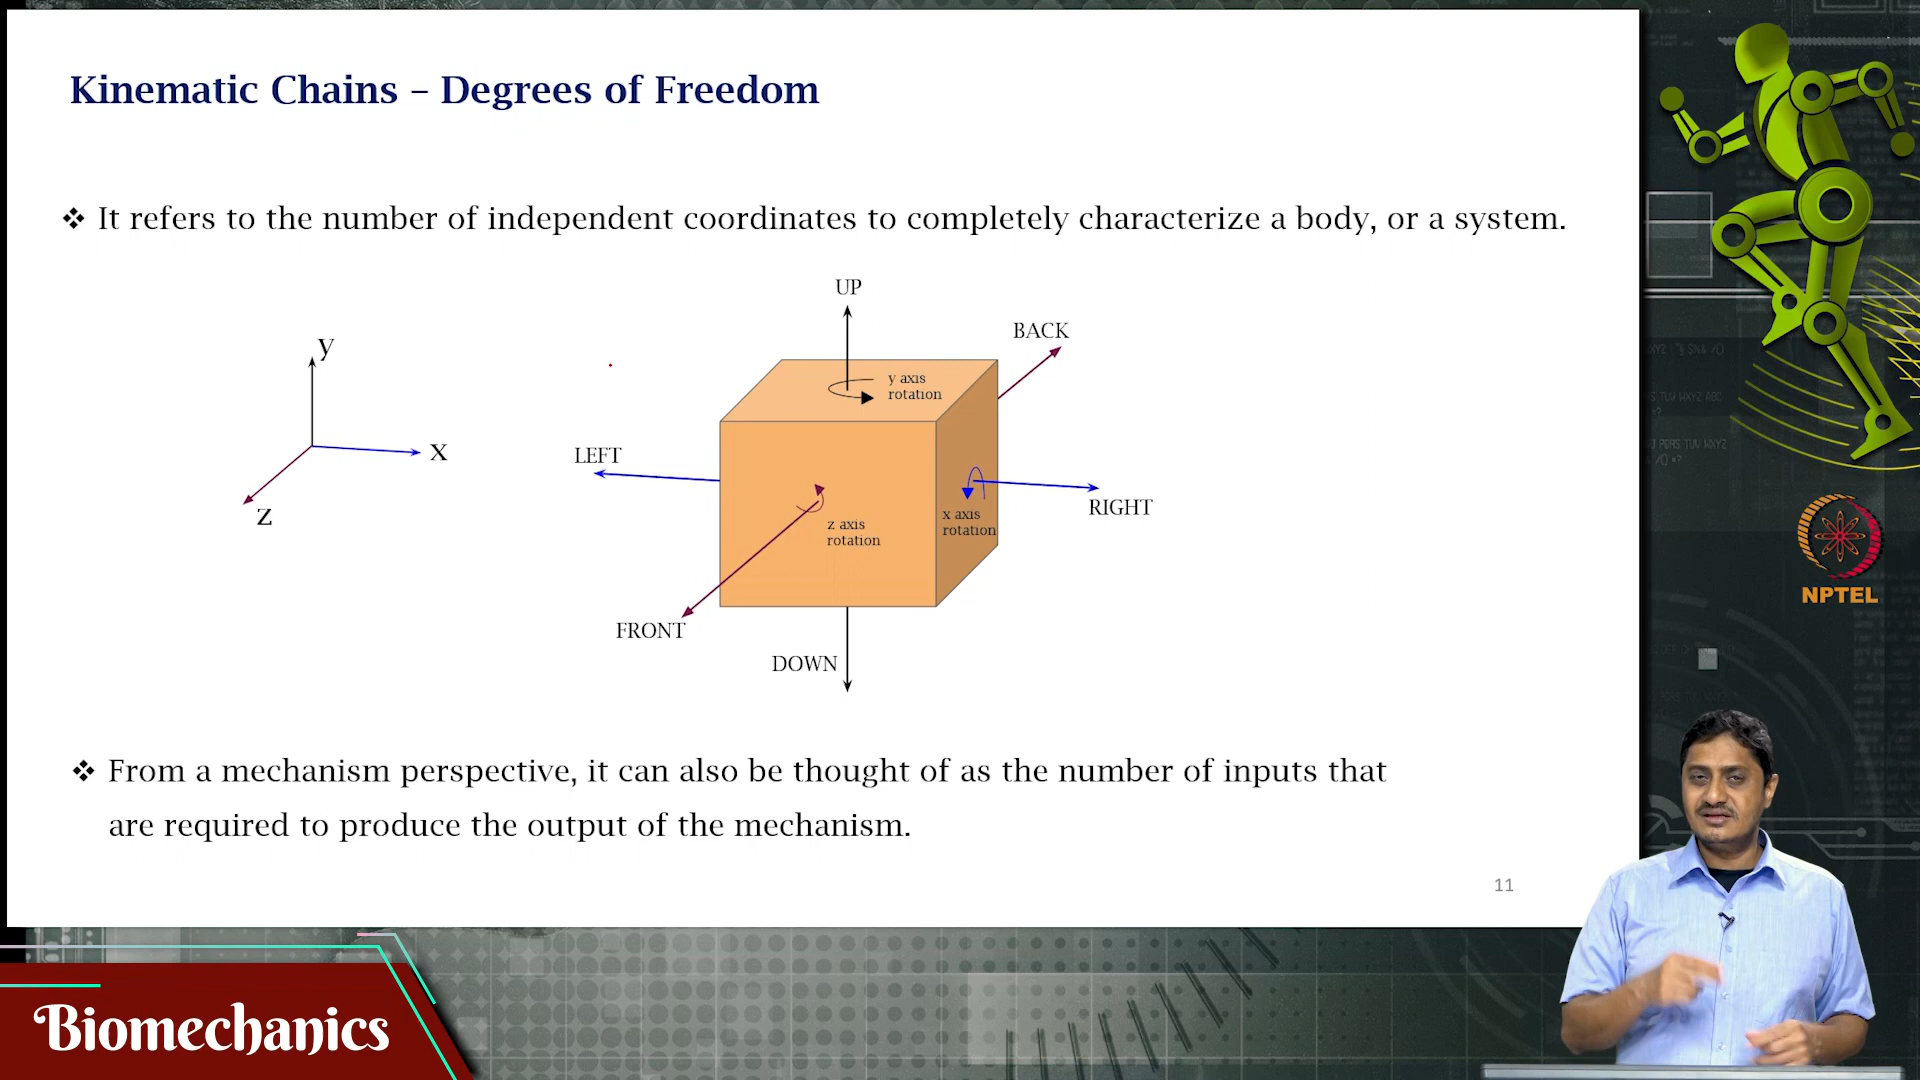 Kinematic Chains – Degrees of Freedom
❖ It refers to the number of independent coordinates to completely characterize a body, or a system.
UP
BACK
y
y axis
rotation
LEFT
x
RIGHT
z
x axis
rotation
z axis
rotation
FRONT
DOWN
NPTEL
❖ From a mechanism perspective, it can also be thought of as the number of inputs that
are required to produce the output of the mechanism.
11
Biomechanics